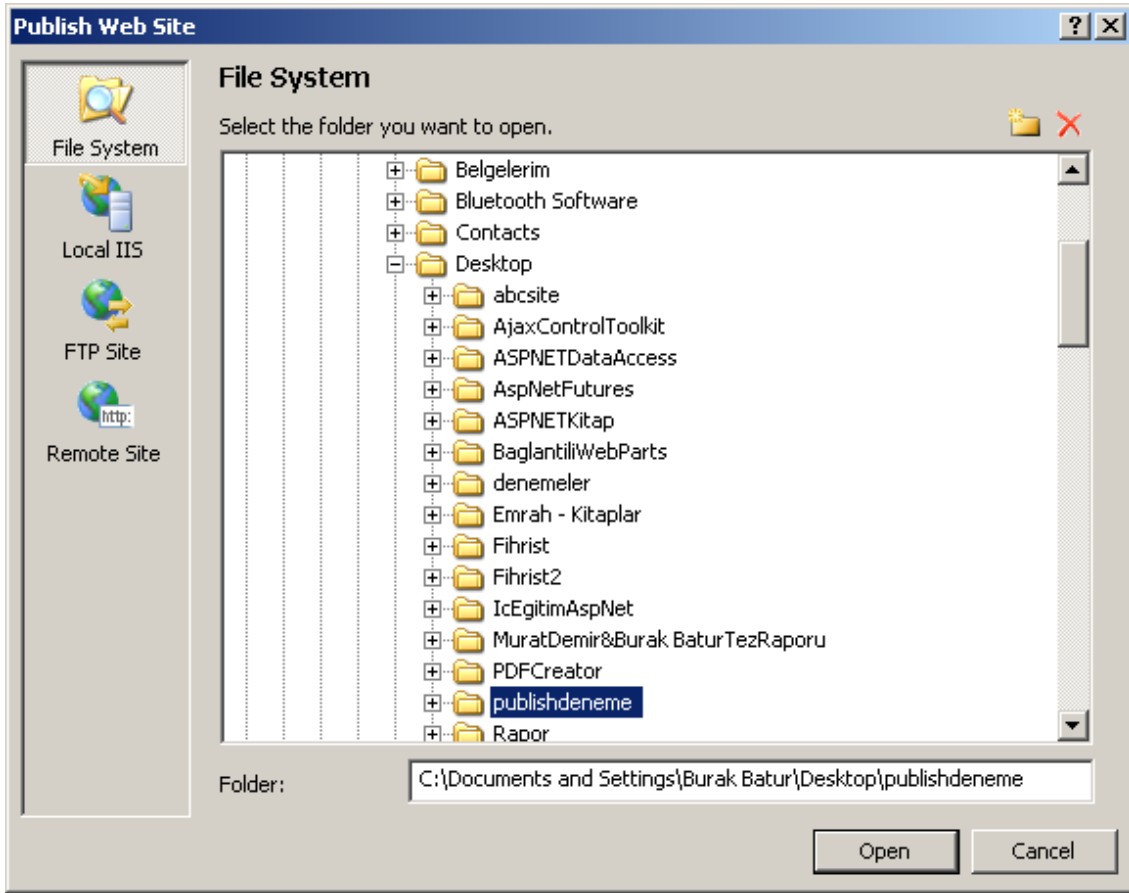 Publish Web Site
File System
Local IIS
FTP Site
http:
Remote Site
File System
Select the folder you want to open.
Belgelerim
Bluetooth Software
Contacts
Desktop
abcsite
AjaxControlToolkit
ASPNETDataAccess
AspNetFutures
ASPNETKitap
BaglantiliWebParts
denemeler
Emrah - Kitaplar
Fihrist
Fihrist2
IcEgitimAspNet
MuratDemir&Burak BaturTezRaporu
PDFCreator
publishdeneme
Rapor
Folder: C:\Documents and Settings\Burak Batur\Desktop\publishdeneme
Open Cancel